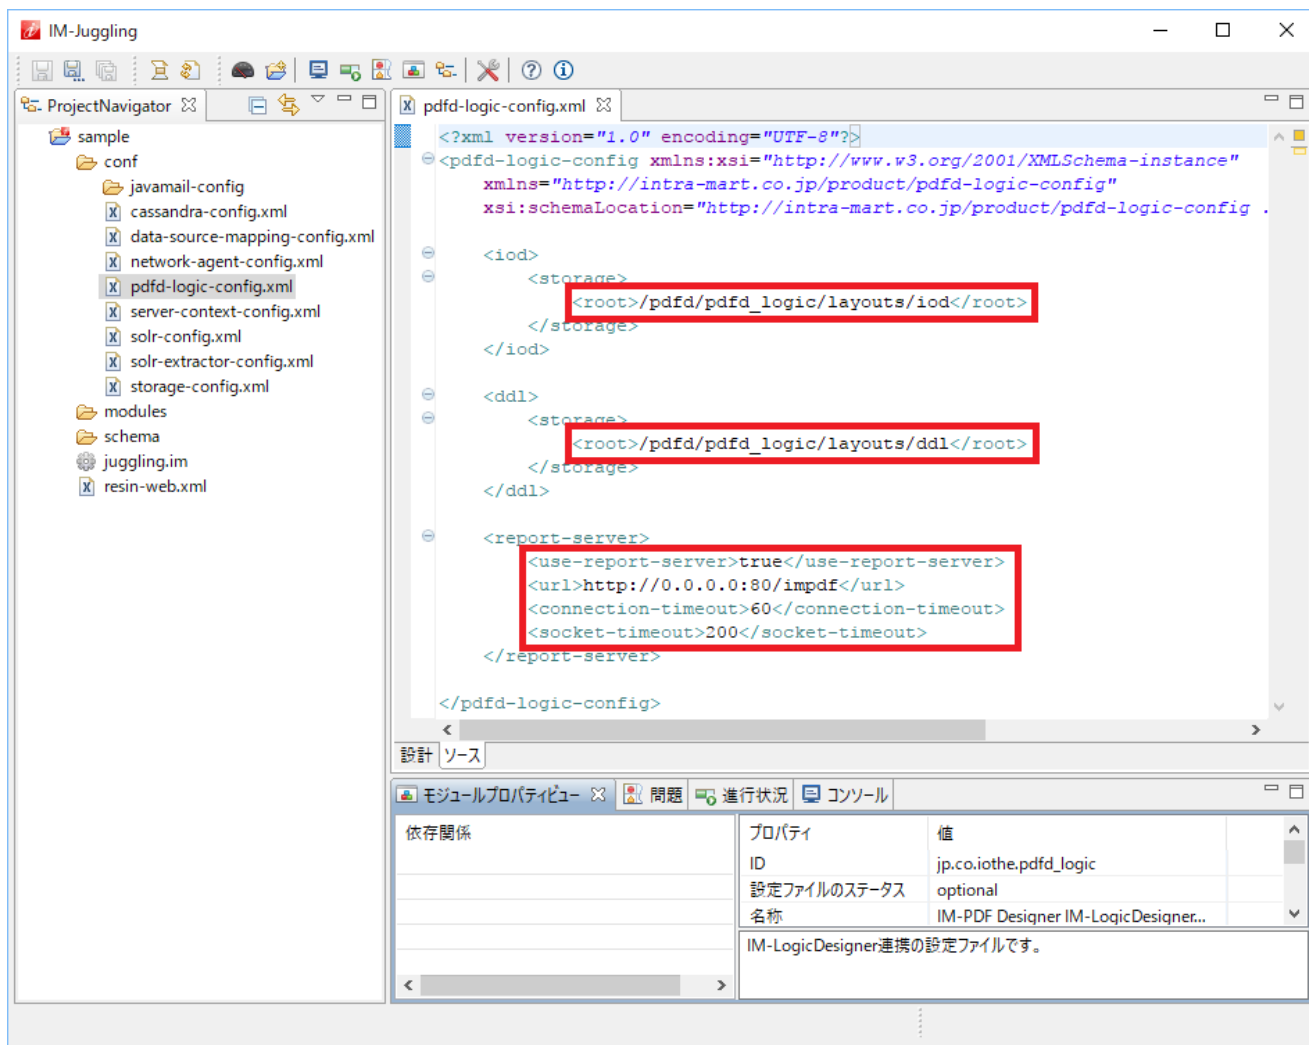 IM-Juggling
ProjectNavigator
sample
conf
javamail-config
cassandra-config.xml
data-source-mapping-config.xml
network-agent-config.xml
pdfd-logic-config.xml
server-context-config.xml
solr-config.xml
solr-extractor-config.xml
storage-config.xml
modules
schema
juggling.im
resin-web.xml
pdfd-logic-config.xml
<?xml version="1.0" encoding="UTF-8"?>
<pdfd-logic-config xmlns:xsi="http://www.w3.org/2001/XMLSchema-instance"
xmlns="http://intra-mart.co.jp/product/pdfd-logic-config"
xsi:schemaLocation="http://intra-mart.co.jp/product/pdfd-logic-config .
<iod>
<storage>
<root>/pdfd/pdfd_logic/layouts/iod</root>
</storage>
</iod>
<ddl>
<storage>
<root>/pdfd/pdfd_logic/layouts/ddl</root>
</storage>
</ddl>
<report-server>
<use-report-server>true</use-report-server>
<url>http://0.0.0.0:80/impdf</url>
<connection-timeout>60</connection-timeout>
<socket-timeout>200</socket-timeout>
</report-server>
</pdfd-logic-config>
設計 ソース
モジュールプロパティビュー 問題 進行状況 コンソール
依存関係
プロパティ 値
ID jp.co.iothe.pdfd_logic
設定ファイルのステータス optional
名称 IM-PDF Designer IM-LogicDesigner...
IM-LogicDesigner連携の設定ファイルです。